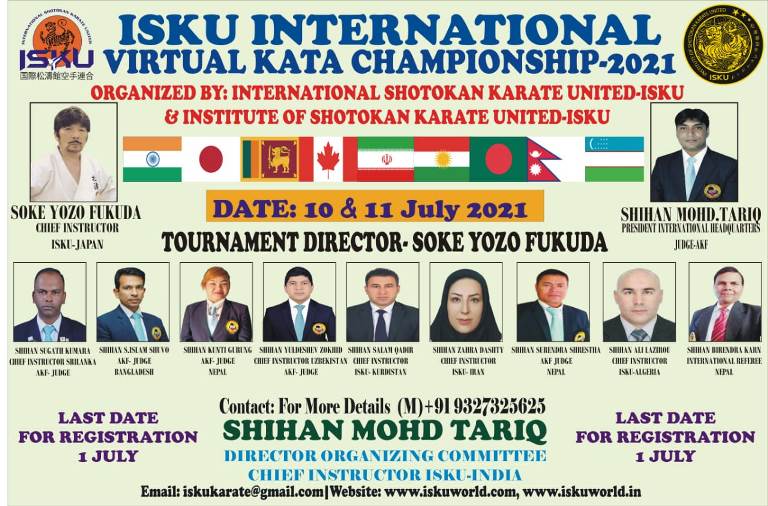 ISKU INTERNATIONAL
VIRTUAL KATA CHAMPIONSHIP-2021
ORGANIZED BY: INTERNATIONAL SHOTOKAN KARATE UNITED-ISKU
& INSTITUTE OF SHOTOKAN KARATE UNITED-ISKU
INTERNATIONAL SHOTOKAN KARATE UNITED
ISKU
国際松濤館空手連合
ISKU
SOKE YOZO FUKUDA
CHIEF INSTRUCTOR
ISKU-JAPAN
DATE: 10 & 11 July 2021
TOURNAMENT DIRECTOR- SOKE YOZO FUKUDA
SHIHAN MOHD.TARIQ
PRESIDENT INTERNATIONAL HEADQUARTERS
JUDGE-AKF
SHIHAN SUGATH KUMARA
CHIEF INSTRUCTOR SRILANKA
AKF- JUDGE
SHIHAN S.ISLAM SHUVO
AKF- JUDGE
BANGLADESH
SHIHAN KUNTI GURUNG
AKF- JUDGE
NEPAL
SHIHAN YULDESHEV ZOKHID
CHIEF INSTRUCTOR UZBEKISTAN
AKF- JUDGE
SHIHAN SALAM QADIR
CHIEF INSTRUCTOR
ISKU- KURDISTAN
SHIHAN ZAHRA DASHTY
CHIEF INSTRUCTOR
ISKU- IRAN
SHIHAN SURENDRA SHRESTHA
AKF JUDGE
NEPAL
SHIHAN ALI LAZHOU
CHIEF INSTRUCTOR
ISKU-ALGERIA
SHIHAN BIRENDRA KARN
INTERNATIONAL REFEREE
NEPAL
LAST DATE
FOR REGISTRATION
1 JULY
Contact: For More Details (M)+91 9327325625
SHIHAN MOHD TARIQ
DIRECTOR ORGANIZING COMMITTEE
CHIEF INSTRUCTOR ISKU-INDIA
LAST DATE
FOR REGISTRATION
1 JULY
Email: iskukarate@gmail.com|Website: www.iskuworld.com, www.iskuworld.in